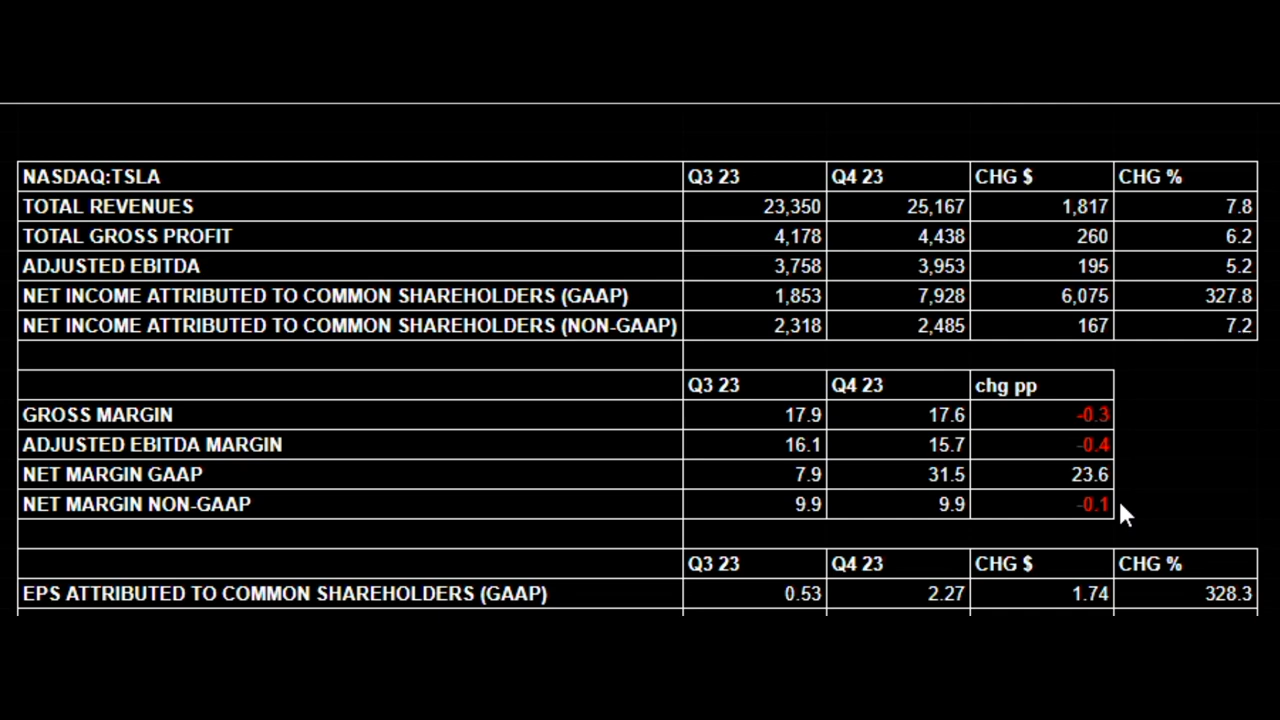 NASDAQ:TSLA Q3 23 Q4 23 CHG $ CHG %
TOTAL REVENUES 23,350 25,167 1,817 7.8
TOTAL GROSS PROFIT 4,178 4,438 260 6.2
ADJUSTED EBITDA 3,758 3,953 195 5.2
NET INCOME ATTRIBUTED TO COMMON SHAREHOLDERS (GAAP) 1,853 7,928 6,075 327.8
NET INCOME ATTRIBUTED TO COMMON SHAREHOLDERS (NON-GAAP) 2,318 2,485 167 7.2
Q3 23 Q4 23 chg pp
GROSS MARGIN 17.9 17.6 -0.3
ADJUSTED EBITDA MARGIN 16.1 15.7 -0.4
NET MARGIN GAAP 7.9 31.5 23.6
NET MARGIN NON-GAAP 9.9 9.9 -0.1
Q3 23 Q4 23 CHG $ CHG %
EPS ATTRIBUTED TO COMMON SHAREHOLDERS (GAAP) 0.53 2.27 1.74 328.3